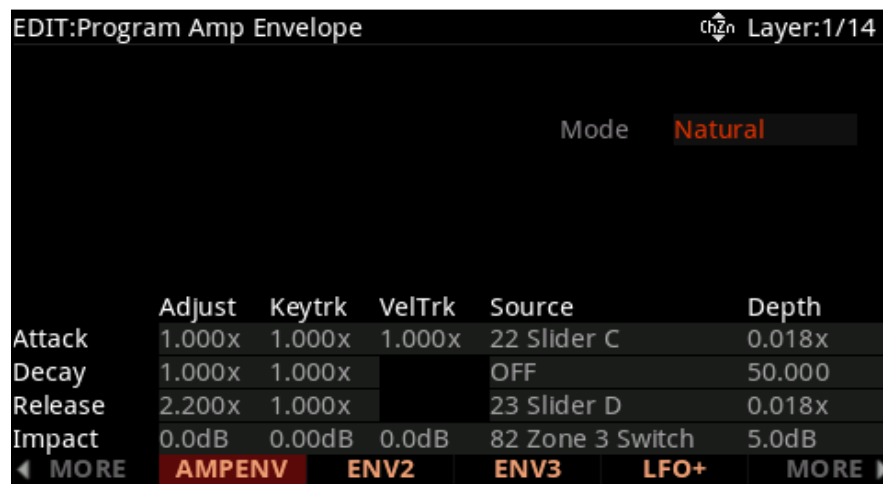 EDIT:Program Amp Envelope ChZn Layer:1/14
Mode Natural
Adjust Keytrk VelTrk Source Depth
Attack 1.000x 1.000x 1.000x 22 Slider C 0.018x
Decay 1.000x 1.000x OFF 50.000
Release 2.200x 1.000x 23 Slider D 0.018x
Impact 0.0dB 0.00dB 0.0dB 82 Zone 3 Switch 5.0dB
MORE AMPENV ENV2 ENV3 LFO+ MORE